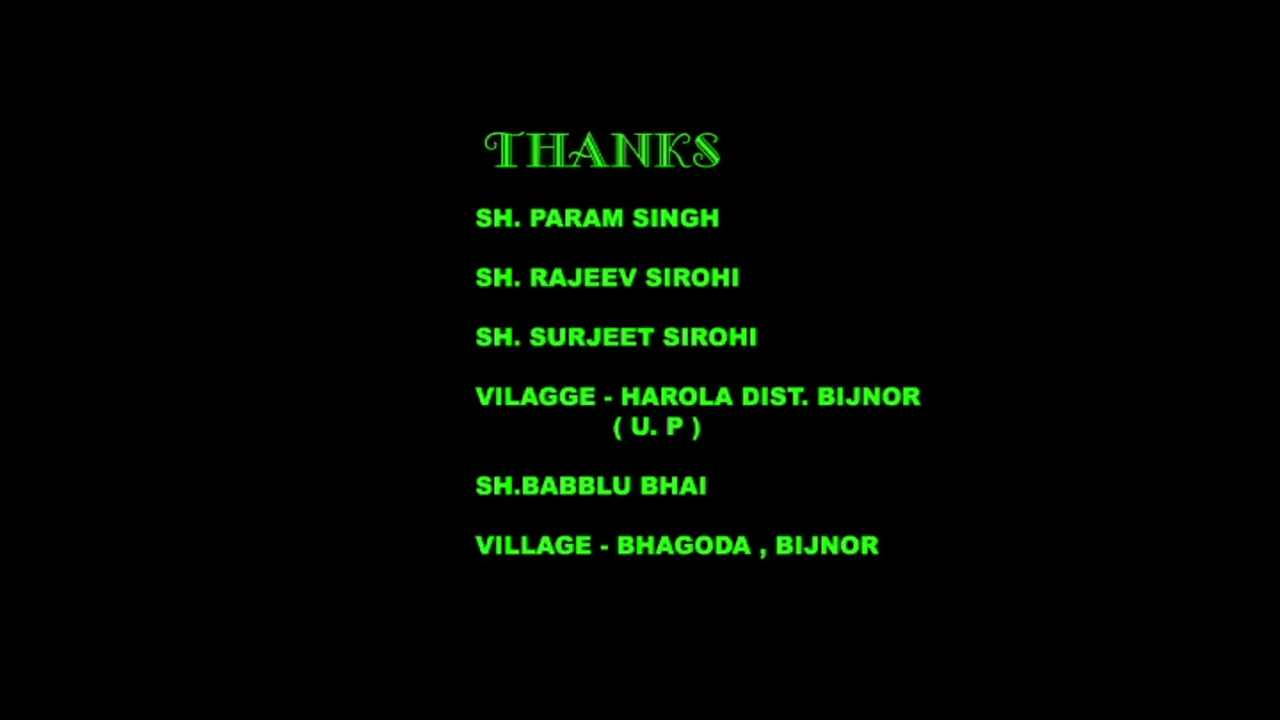 THANKS
SH. PARAM SINGH
SH. RAJEEV SIROHI
SH. SURJEET SIROHI
VILAGGE - HAROLA DIST. BIJNOR
( U. P )
SH.BABBLU BHAI
VILLAGE - BHAGODA , BIJNOR